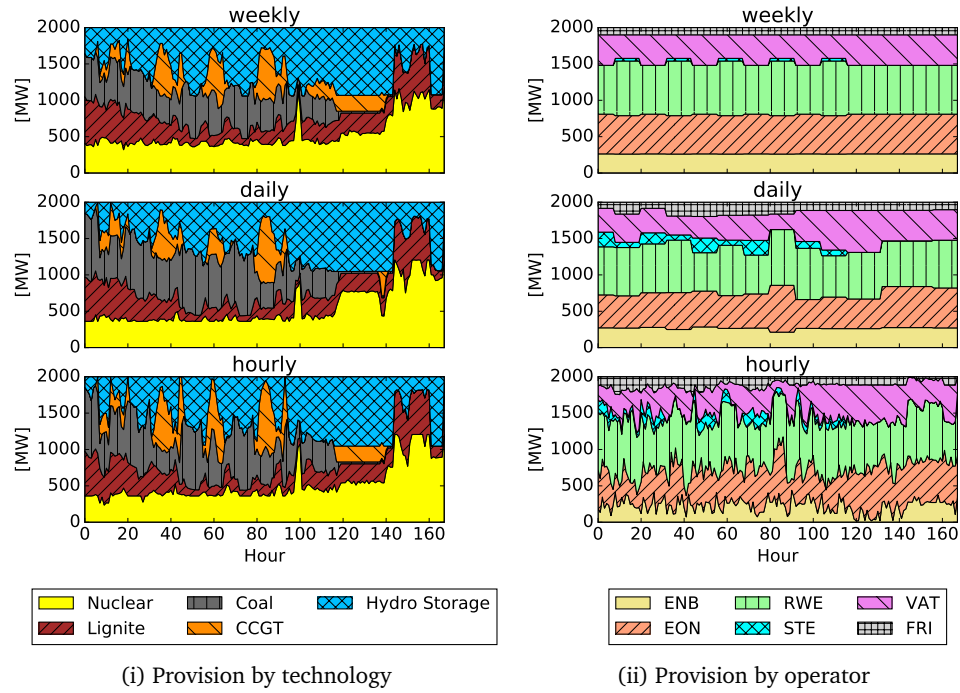 weekly
2000
1500
1000
500
0
[MW]
daily
2000
1500
1000
500
0
[MW]
hourly
2000
1500
1000
500
0
[MW]
0 20 40 60 80 100 120 140 160
Hour
Nuclear Coal Hydro Storage
Lignite CCGT
(i) Provision by technology
weekly
2000
1500
1000
500
0
[MW]
daily
2000
1500
1000
500
0
[MW]
hourly
2000
1500
1000
500
0
[MW]
0 20 40 60 80 100 120 140 160
Hour
ENB RWE VAT
EON STE FRI
(ii) Provision by operator